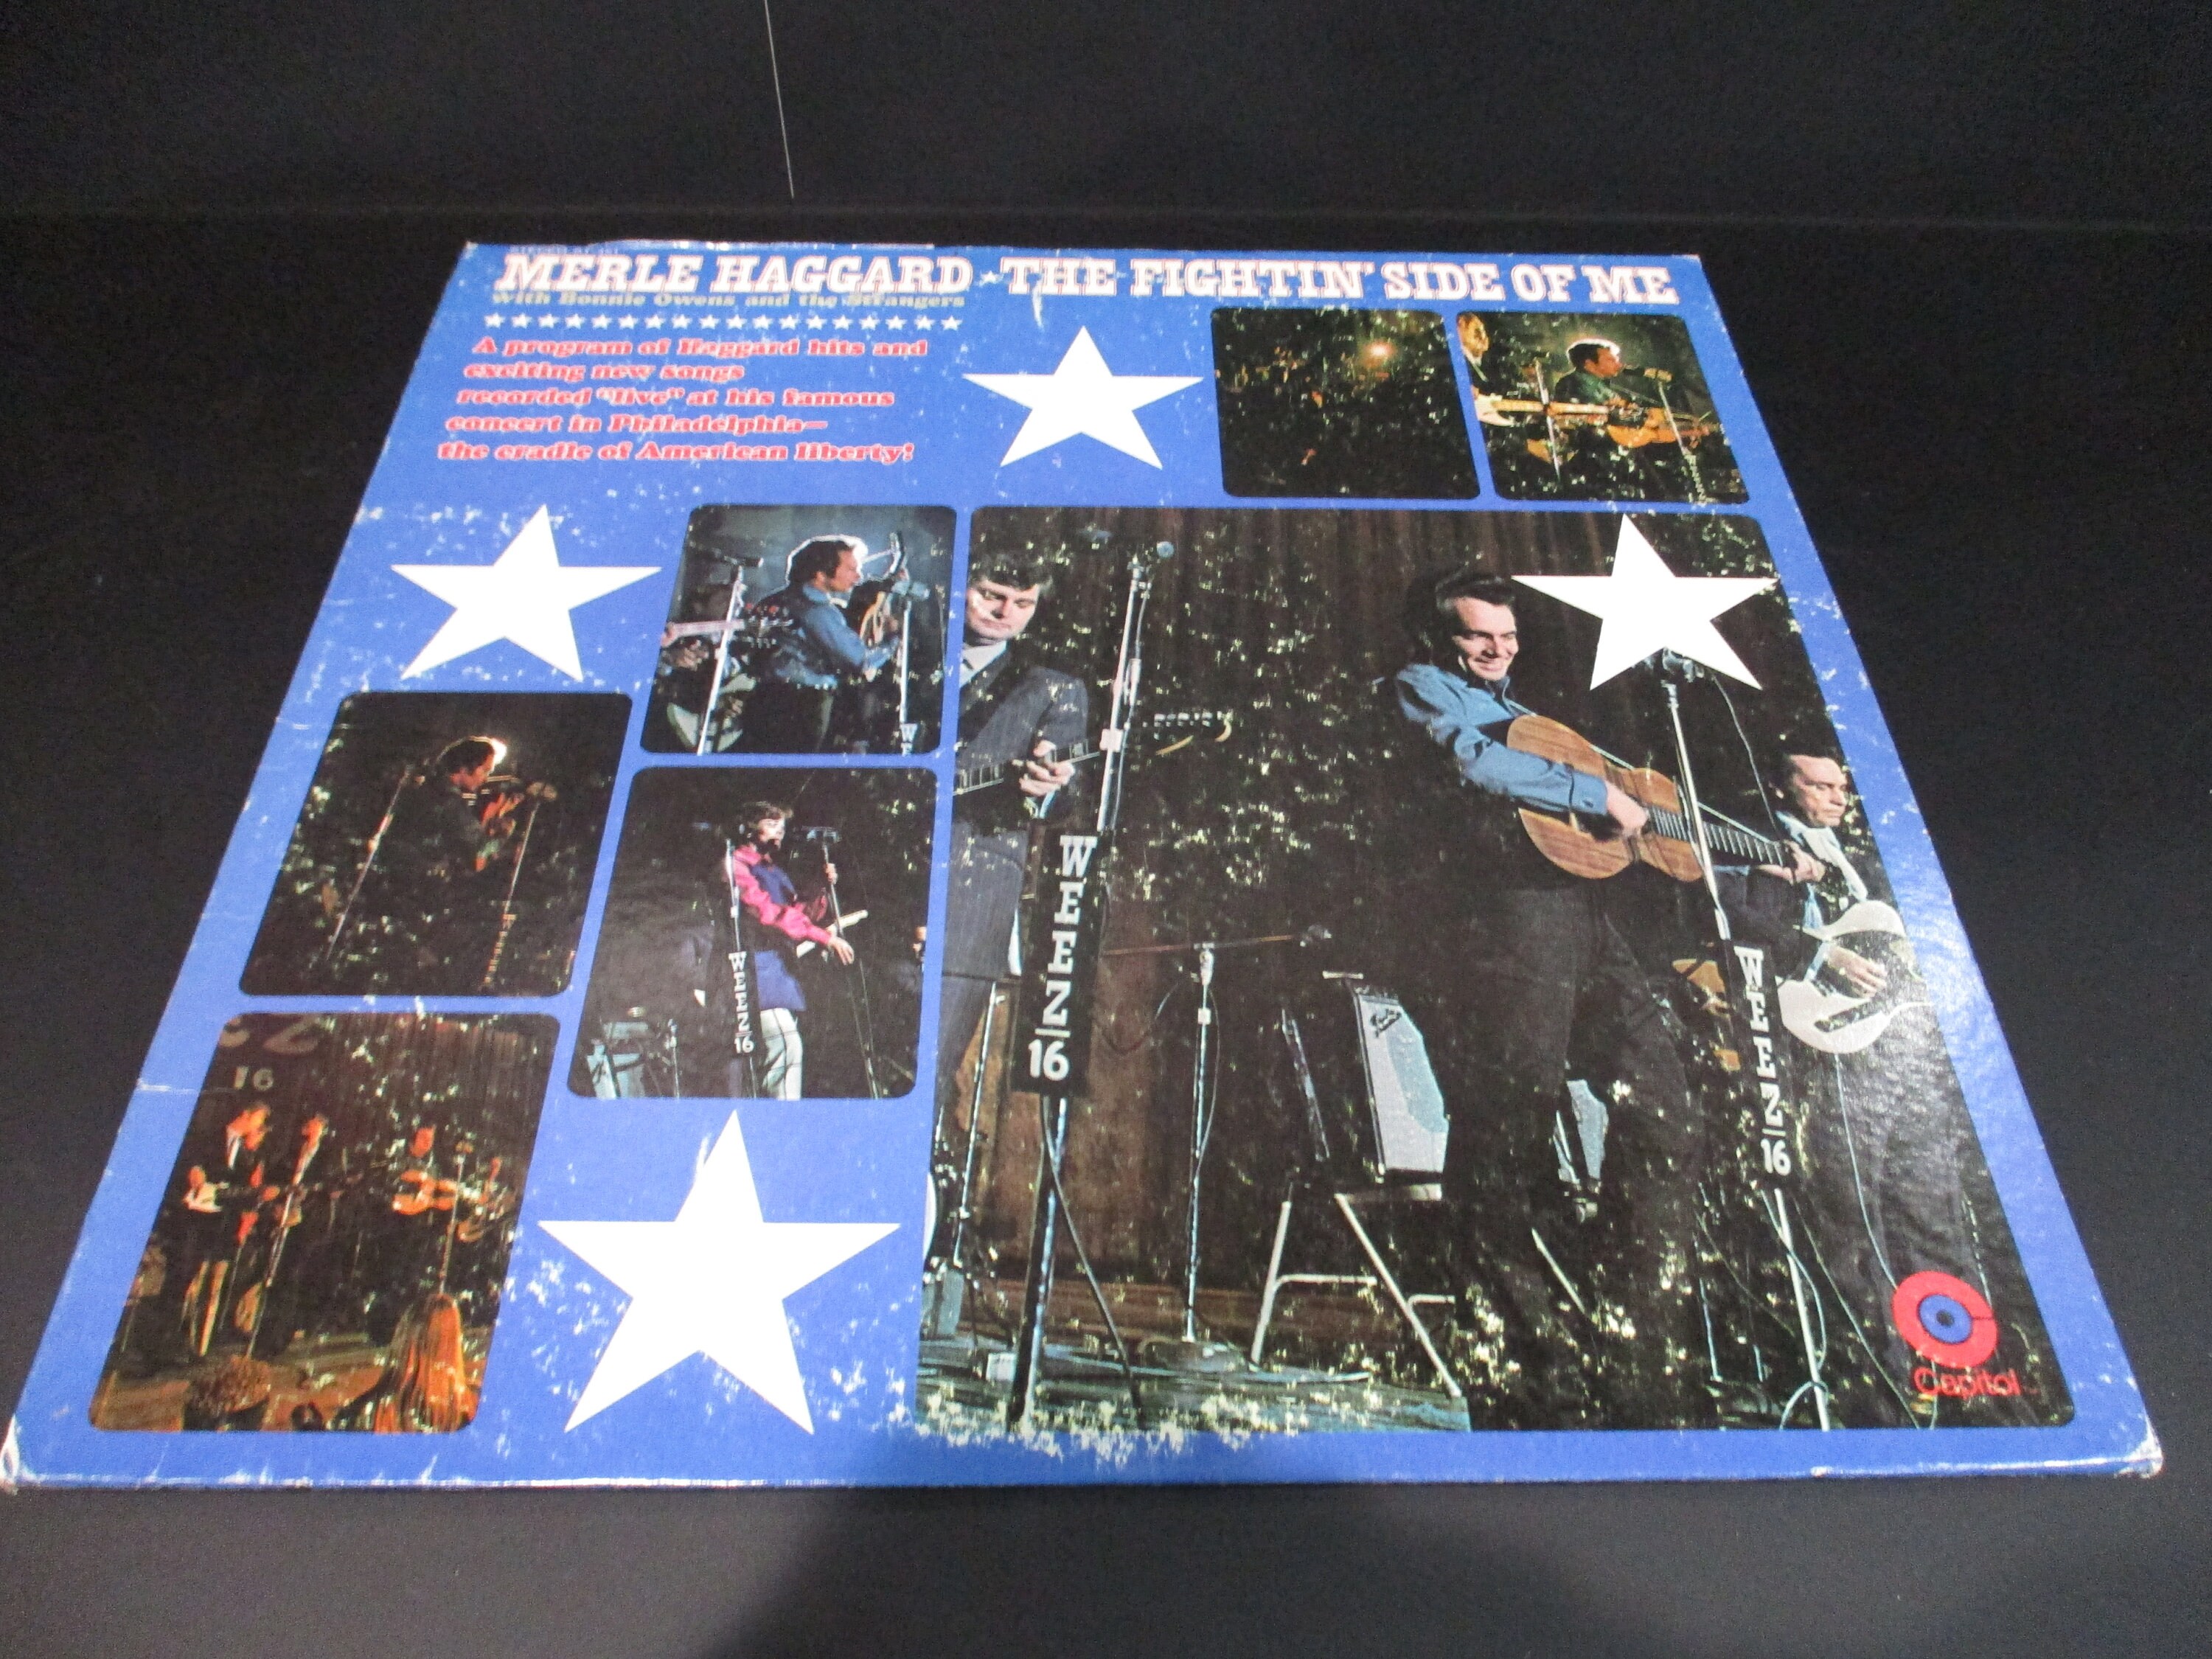 MERLE HAGGARD ★ THE FIGHTIN' SIDE OF ME
with Bonnie Owens and the Strangers
A program of Haggard hits and
exciting new songs
recorded "live" at his famous
concert in Philadelphia—
the cradle of American liberty!
W
WEEZ 16
WEEZ 16
WEEZ 16
16
Capitol